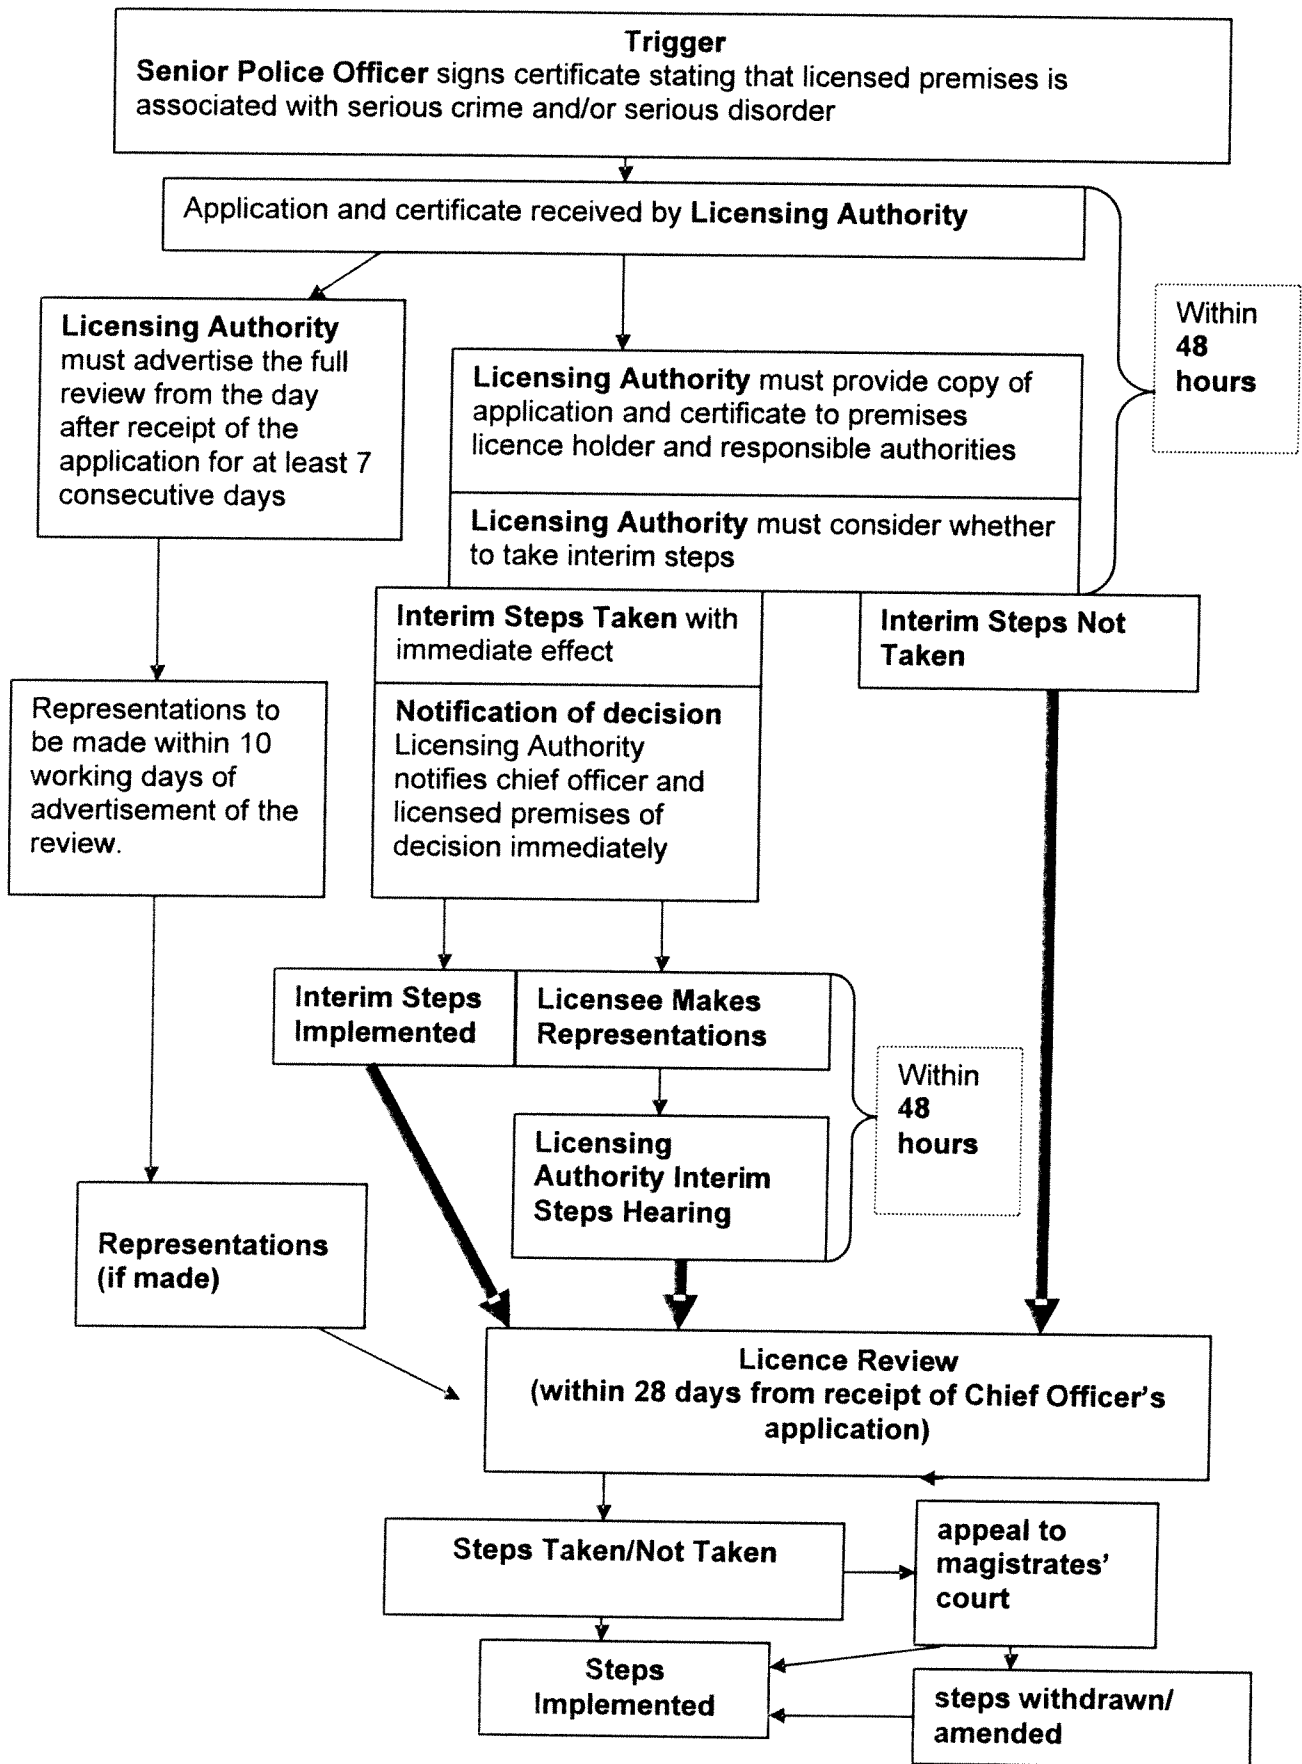 Trigger
Senior Police Officer signs certificate stating that licensed premises is
associated with serious crime and/or serious disorder
Application and certificate received by Licensing Authority
Within
48
hours
Licensing Authority
must advertise the full
review from the day
after receipt of the
application for at least 7
consecutive days
Licensing Authority must provide copy of
application and certificate to premises
licence holder and responsible authorities
Licensing Authority must consider whether
to take interim steps
Interim Steps Taken with
immediate effect
Interim Steps Not
Taken
Representations to
be made within 10
working days of
advertisement of the
review.
Notification of decision
Licensing Authority
notifies chief officer and
licensed premises of
decision immediately
Interim Steps
Implemented
Licensee Makes
Representations
Within
48
hours
Licensing
Authority Interim
Steps Hearing
Representations
(if made)
Licence Review
(within 28 days from receipt of Chief Officer's
application)
Steps Taken/Not Taken
appeal to
magistrates'
court
Steps
Implemented
steps withdrawn/
amended